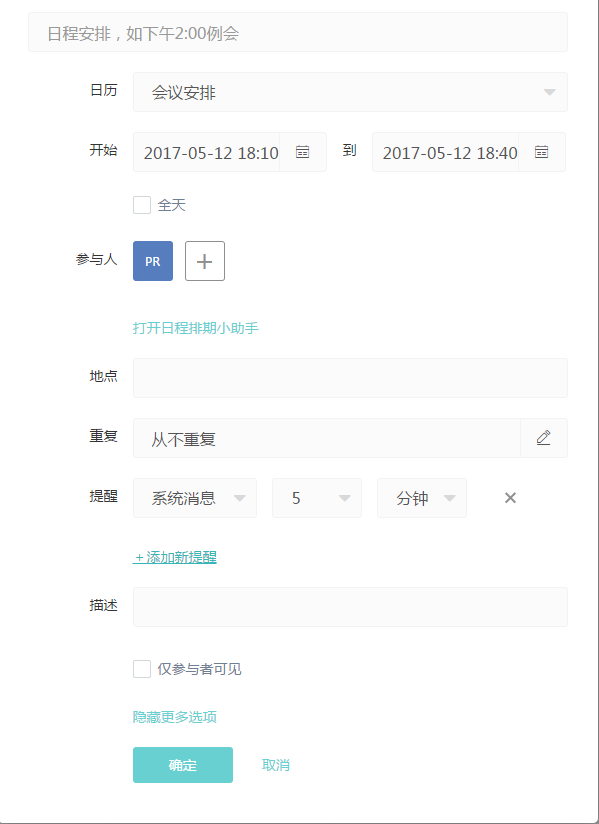 日程安排，如下午2:00例会
日历 会议安排
开始 2017-05-12 18:10 到 2017-05-12 18:40
全天
参与人 PR
打开日程排期小助手
地点
重复 从不重复
提醒 系统消息 5 分钟
+添加新提醒
描述
仅参与者可见
隐藏更多选项
确定 取消